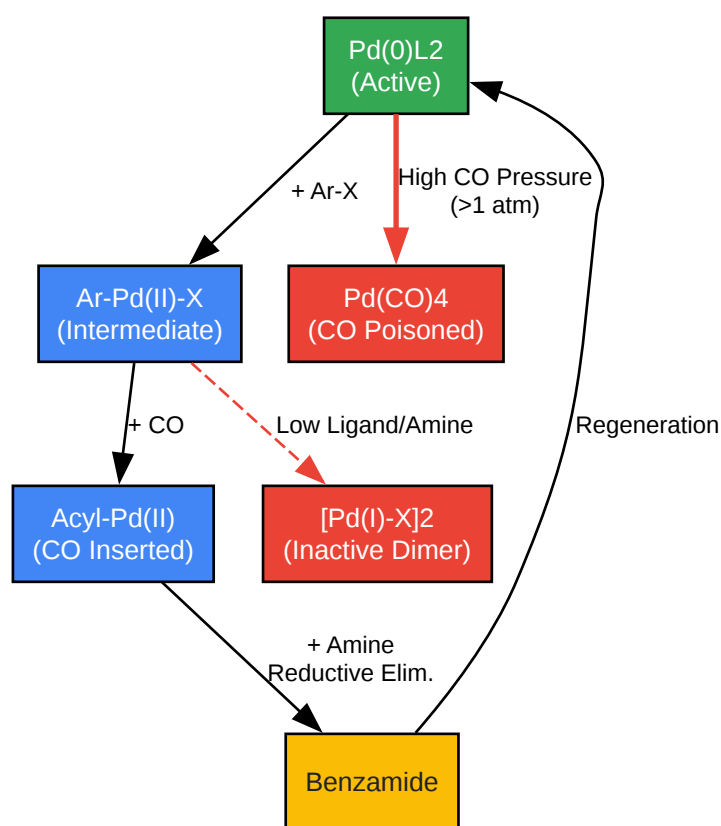 Pd(0)L2
(Active)
+ Ar-X
High CO Pressure
(>1 atm)
Ar-Pd(II)-X
(Intermediate)
Pd(CO)4
(CO Poisoned)
+ CO
Low Ligand/Amine
Regeneration
Acyl-Pd(II)
(CO Inserted)
[Pd(I)-X]2
(Inactive Dimer)
+ Amine
Reductive Elim.
Benzamide